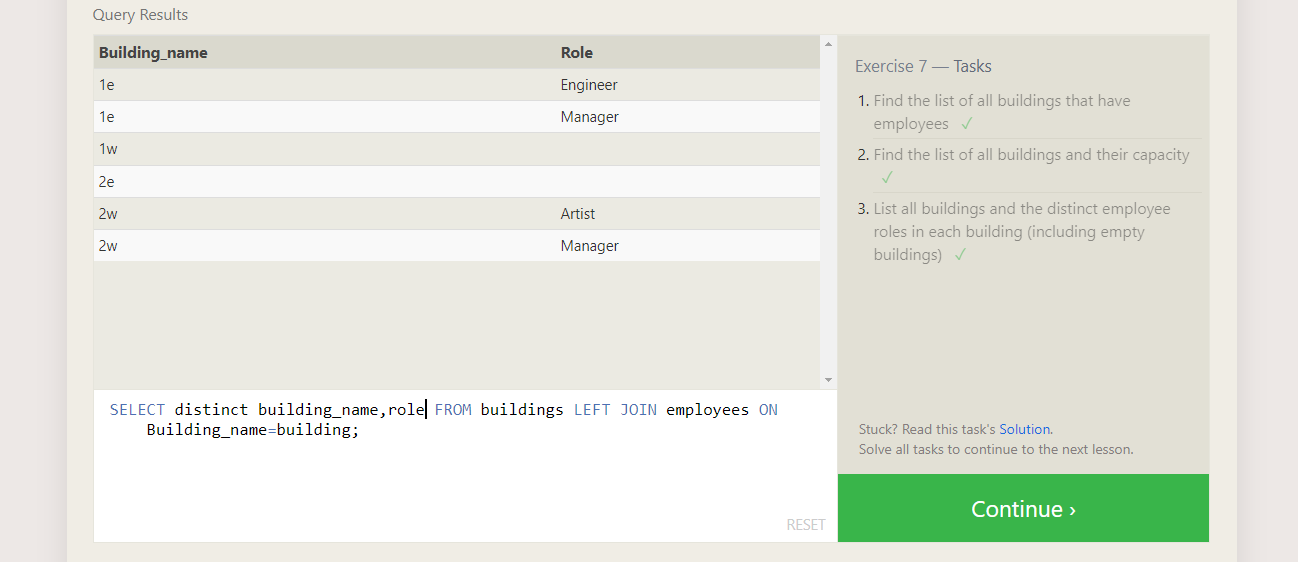 Query Results
Building_name Role
1e Engineer
1e Manager
1w
2e
2w Artist
2w Manager
SELECT distinct building_name,role FROM buildings LEFT JOIN employees ON
Building_name=building;
RESET
Exercise 7 — Tasks
1. Find the list of all buildings that have
employees ✓
2. Find the list of all buildings and their capacity
✓
3. List all buildings and the distinct employee
roles in each building (including empty
buildings) ✓
Stuck? Read this task's Solution.
Solve all tasks to continue to the next lesson.
Continue ›